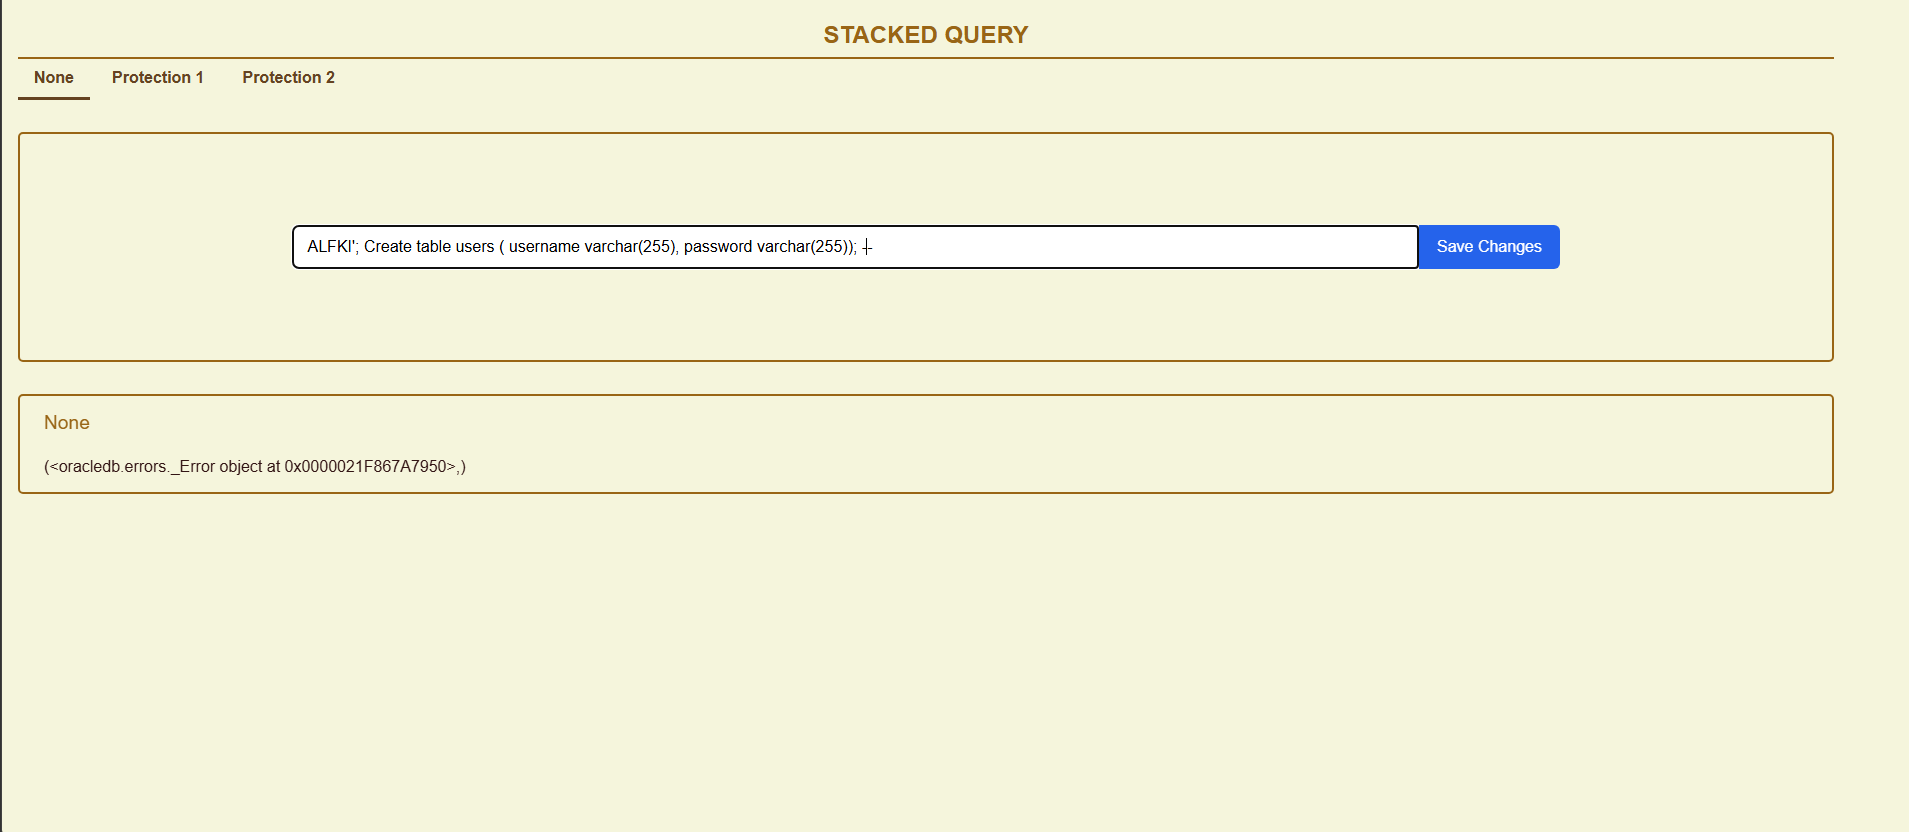 STACKED QUERY
None Protection 1 Protection 2
ALFKI'; Create table users ( username varchar(255), password varchar(255)); --
Save Changes
None
(<oracledb.errors._Error object at 0x0000021F867A7950>,)